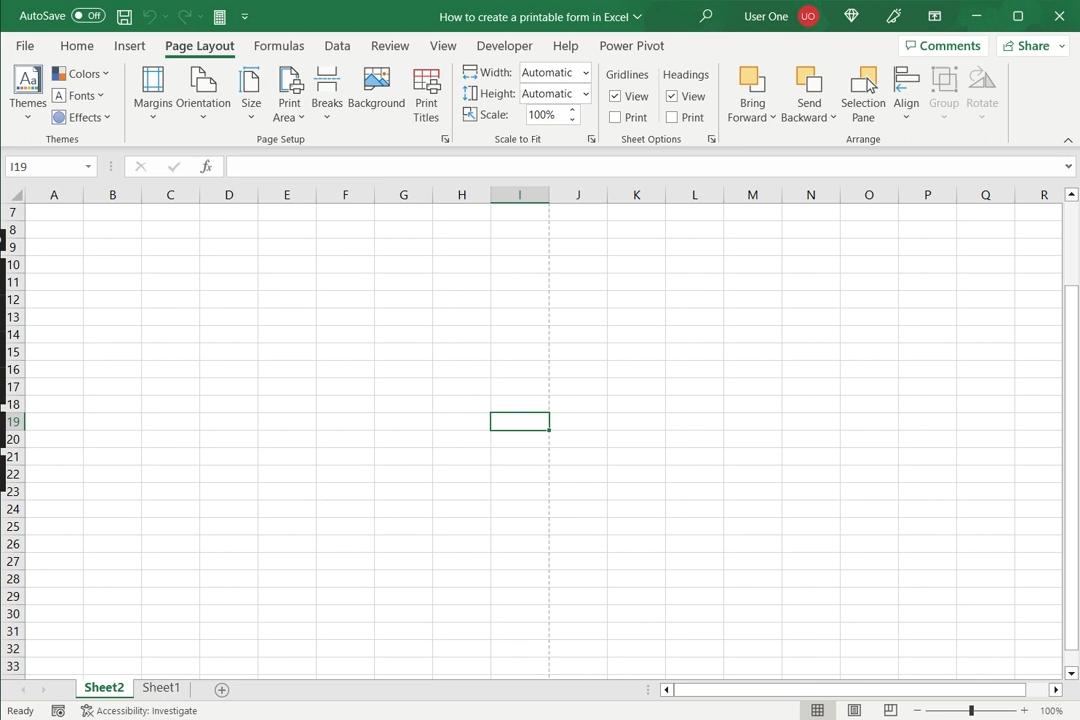 AutoSave Off How to create a printable form in Excel User One UO
File Home Insert Page Layout Formulas Data Review View Developer Help Power Pivot Comments Share
Themes Colors Fonts Effects Themes
Margins Orientation Size Print Area Breaks Background Print Titles Page Setup
Width: Automatic
Height: Automatic
Scale: 100%
Scale to Fit
Gridlines Headings
View View
Print Print
Sheet Options
Bring Forward Send Backward Selection Pane Align Group Rotate
Arrange
I19 fx
A B C D E F G H I J K L M N O P Q R
7
8
9
10
11
12
13
14
15
16
17
18
19
20
21
22
23
24
25
26
27
28
29
30
31
32
33
Sheet2 Sheet1
Ready Accessibility: Investigate 100%